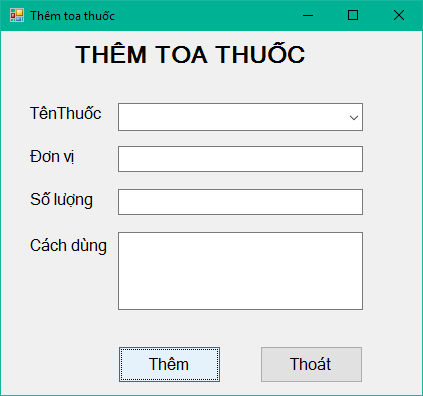 Thêm toa thuốc
THÊM TOA THUỐC
TênThuốc
Đơn vị
Số lượng
Cách dùng
Thêm Thoát